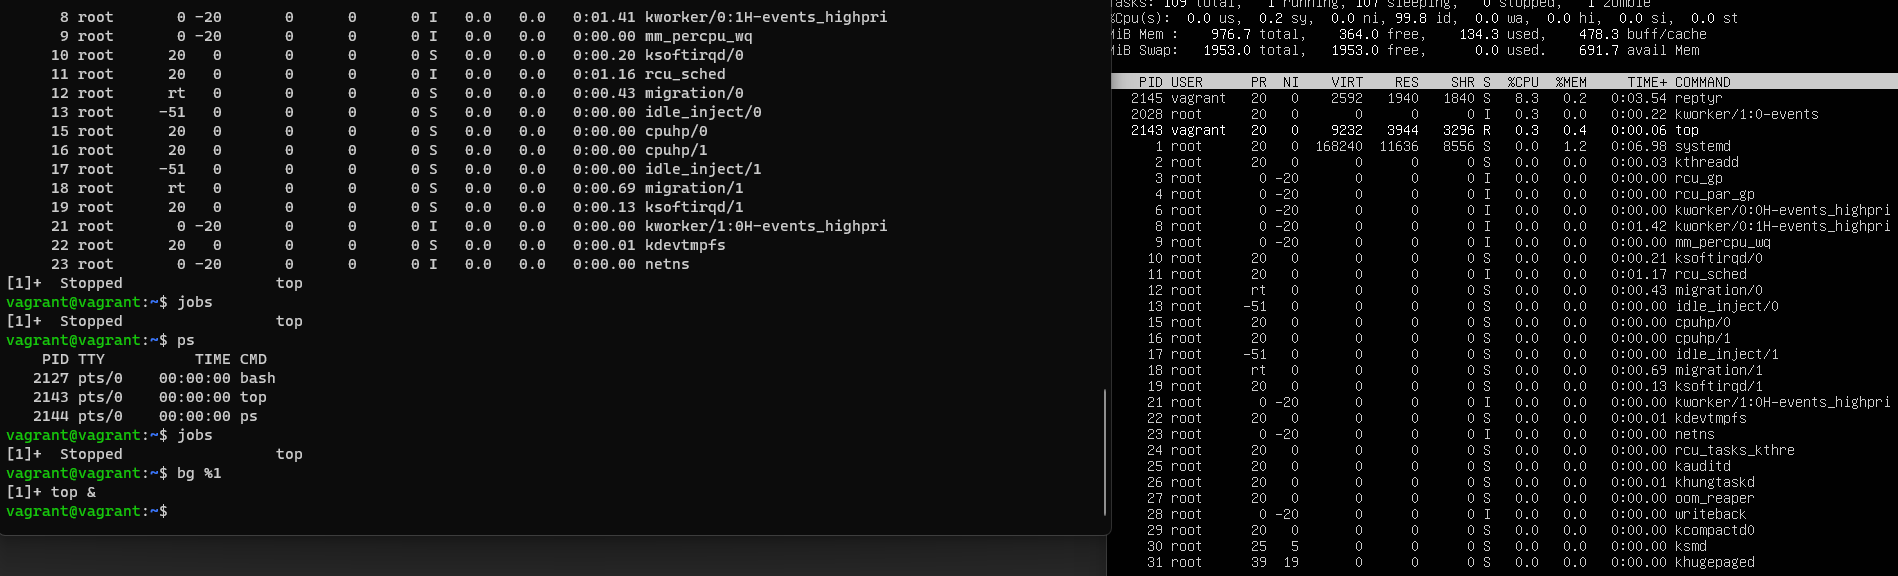 8 root 0 -20 0 0 0 I 0.0 0.0 0:01.41 kworker/0:1H-events_highpri
9 root 0 -20 0 0 0 I 0.0 0.0 0:00.00 mm_percpu_wq
10 root 20 0 0 0 0 S 0.0 0.0 0:00.20 ksoftirqd/0
11 root 20 0 0 0 0 I 0.0 0.0 0:01.16 rcu_sched
12 root rt 0 0 0 0 S 0.0 0.0 0:00.43 migration/0
13 root -51 0 0 0 0 S 0.0 0.0 0:00.00 idle_inject/0
15 root 20 0 0 0 0 S 0.0 0.0 0:00.00 cpuhp/0
16 root 20 0 0 0 0 S 0.0 0.0 0:00.00 cpuhp/1
17 root -51 0 0 0 0 S 0.0 0.0 0:00.00 idle_inject/1
18 root rt 0 0 0 0 S 0.0 0.0 0:00.69 migration/1
19 root 20 0 0 0 0 S 0.0 0.0 0:00.13 ksoftirqd/1
21 root 0 -20 0 0 0 I 0.0 0.0 0:00.00 kworker/1:0H-events_highpri
22 root 20 0 0 0 0 S 0.0 0.0 0:00.01 kdevtmpfs
23 root 0 -20 0 0 0 I 0.0 0.0 0:00.00 netns
[1]+ Stopped top
vagrant@vagrant:~$ jobs
[1]+ Stopped top
vagrant@vagrant:~$ ps
PID TTY TIME CMD
2127 pts/0 00:00:00 bash
2143 pts/0 00:00:00 top
2144 pts/0 00:00:00 ps
vagrant@vagrant:~$ jobs
[1]+ Stopped top
vagrant@vagrant:~$ bg %1
[1]+ top &
vagrant@vagrant:~$
Tasks: 109 total, 1 running, 107 sleeping, 0 stopped, 1 zombie
%Cpu(s): 0.0 us, 0.2 sy, 0.0 ni, 99.8 id, 0.0 wa, 0.0 hi, 0.0 si, 0.0 st
MiB Mem : 976.7 total, 364.0 free, 134.3 used, 478.3 buff/cache
MiB Swap: 1953.0 total, 1953.0 free, 0.0 used. 691.7 avail Mem
PID USER PR NI VIRT RES SHR S %CPU %MEM TIME+ COMMAND
2145 vagrant 20 0 2592 1940 1840 S 8.3 0.2 0:03.54 reptyr
2028 root 20 0 0 0 0 I 0.3 0.0 0:00.22 kworker/1:0-events
2143 vagrant 20 0 9232 3944 3296 R 0.3 0.4 0:00.06 top
1 root 20 0 168240 11636 8556 S 0.0 1.2 0:06.98 systemd
2 root 20 0 0 0 0 S 0.0 0.0 0:00.03 kthreadd
3 root 0 -20 0 0 0 I 0.0 0.0 0:00.00 rcu_gp
4 root 0 -20 0 0 0 I 0.0 0.0 0:00.00 rcu_par_gp
6 root 0 -20 0 0 0 I 0.0 0.0 0:00.00 kworker/0:0H-events_highpri
8 root 0 -20 0 0 0 I 0.0 0.0 0:01.42 kworker/0:1H-events_highpri
9 root 0 -20 0 0 0 I 0.0 0.0 0:00.00 mm_percpu_wq
10 root 20 0 0 0 0 S 0.0 0.0 0:00.21 ksoftirqd/0
11 root 20 0 0 0 0 I 0.0 0.0 0:01.17 rcu_sched
12 root rt 0 0 0 0 S 0.0 0.0 0:00.43 migration/0
13 root -51 0 0 0 0 S 0.0 0.0 0:00.00 idle_inject/0
15 root 20 0 0 0 0 S 0.0 0.0 0:00.00 cpuhp/0
16 root 20 0 0 0 0 S 0.0 0.0 0:00.00 cpuhp/1
17 root -51 0 0 0 0 S 0.0 0.0 0:00.00 idle_inject/1
18 root rt 0 0 0 0 S 0.0 0.0 0:00.69 migration/1
19 root 20 0 0 0 0 S 0.0 0.0 0:00.13 ksoftirqd/1
21 root 0 -20 0 0 0 I 0.0 0.0 0:00.00 kworker/1:0H-events_highpri
22 root 20 0 0 0 0 S 0.0 0.0 0:00.01 kdevtmpfs
23 root 0 -20 0 0 0 I 0.0 0.0 0:00.00 netns
24 root 20 0 0 0 0 S 0.0 0.0 0:00.00 rcu_tasks_kthre
25 root 20 0 0 0 0 S 0.0 0.0 0:00.00 kauditd
26 root 20 0 0 0 0 S 0.0 0.0 0:00.01 khungtaskd
27 root 20 0 0 0 0 S 0.0 0.0 0:00.00 oom_reaper
28 root 0 -20 0 0 0 I 0.0 0.0 0:00.00 writeback
29 root 20 0 0 0 0 S 0.0 0.0 0:00.00 kcompactd0
30 root 25 5 0 0 0 S 0.0 0.0 0:00.00 ksmd
31 root 39 19 0 0 0 S 0.0 0.0 0:00.00 khugepaged